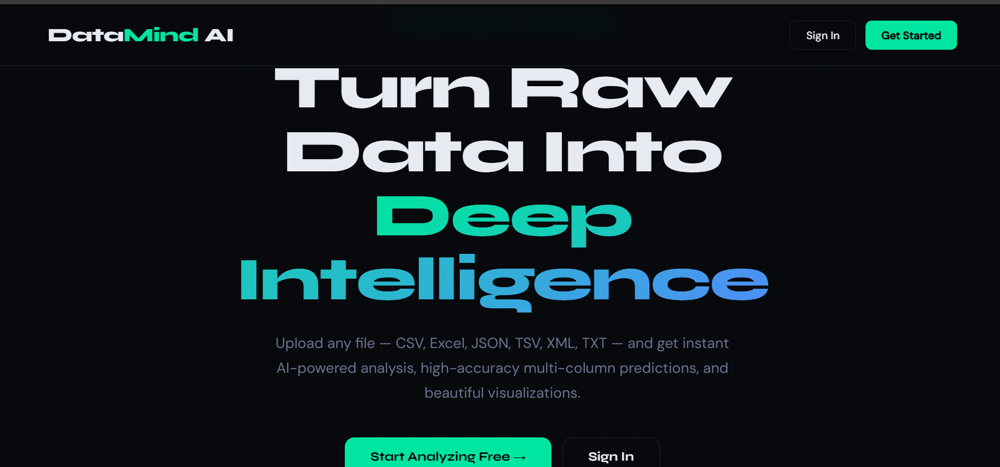 DataMind AI
Sign In
Get Started
Turn Raw
Data Into
Deep
Intelligence
Upload any file — CSV, Excel, JSON, TSV, XML, TXT — and get instant
AI-powered analysis, high-accuracy multi-column predictions, and
beautiful visualizations.
Start Analyzing Free →
Sign In